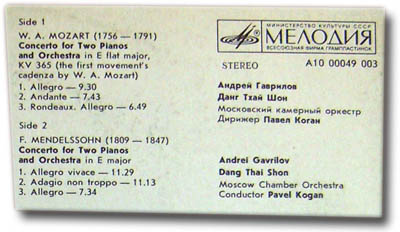 Side 1
W. A. MOZART (1756 — 1791)
Concerto for Two Pianos
and Orchestra in E flat major,
KV 365 (the first movement's
cadenza by W. A. Mozart)
1. Allegro — 9.30
2. Andante — 7.43
3. Rondeaux. Allegro — 6.49
Side 2
F. MENDELSSOHN (1809 — 1847)
Concerto for Two Pianos
and Orchestra in E major
1. Allegro vivace — 11.29
2. Adagio non troppo — 11.13
3. Allegro — 7.34
МИНИСТЕРСТВО КУЛЬТУРЫ СССР
МЕЛОДИЯ
ВСЕСОЮЗНАЯ ФИРМА ГРАМПЛАСТИНОК
STEREO A10 00049 003
Андрей Гаврилов
Данг Тхай Шон
Московский камерный оркестр
Дирижер Павел Коган
Andrei Gavrilov
Dang Thai Shon
Moscow Chamber Orchestra
Conductor Pavel Kogan